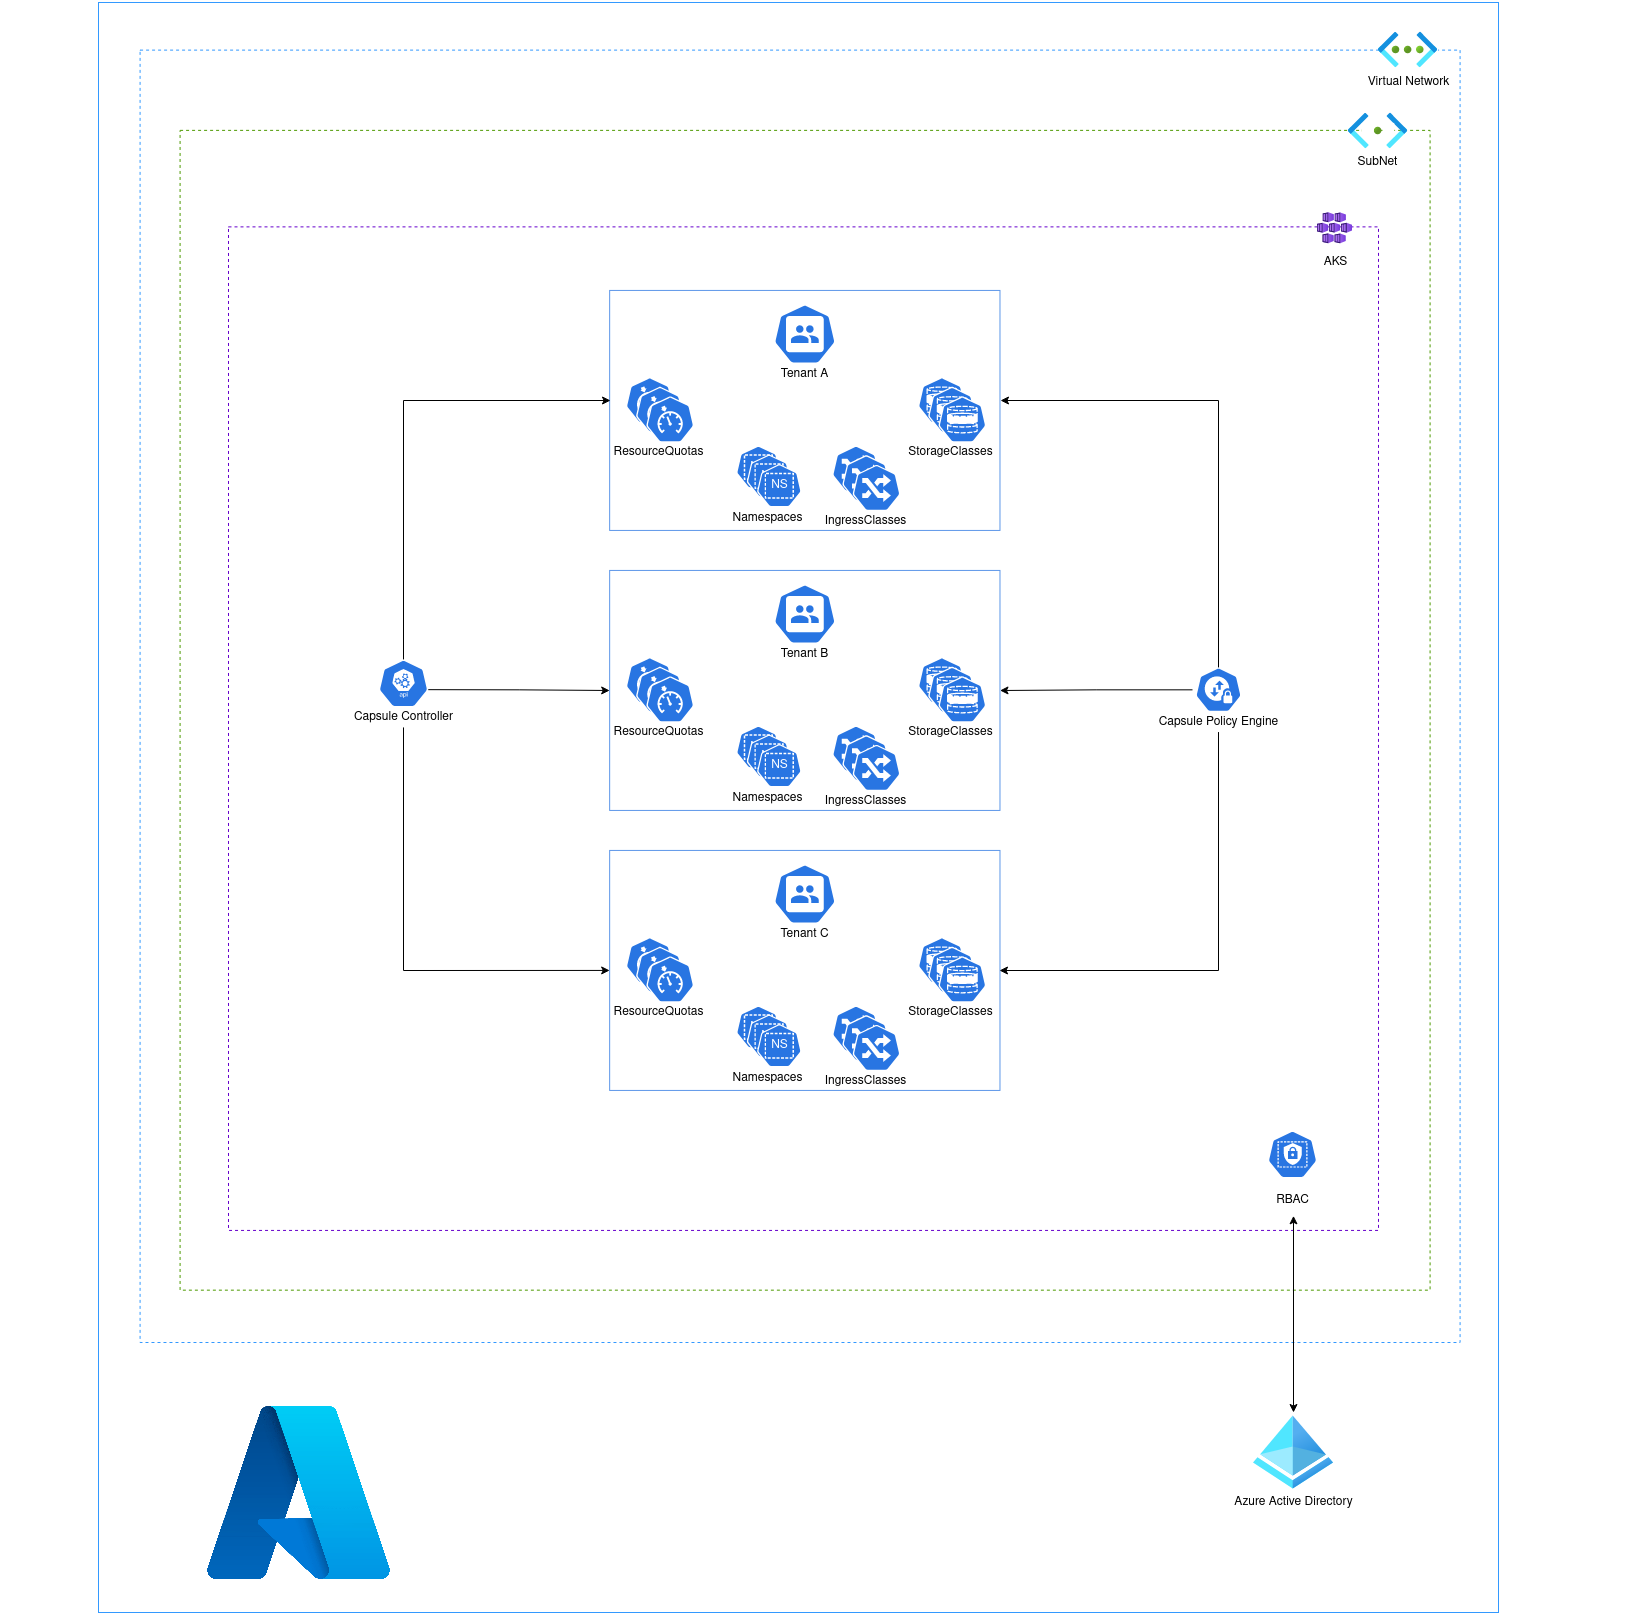 Virtual Network
SubNet
AKS
Tenant A
ResourceQuotas
StorageClasses
NS
Namespaces
IngressClasses
Tenant B
api
Capsule Controller
ResourceQuotas
StorageClasses
Capsule Policy Engine
NS
Namespaces
IngressClasses
Tenant C
ResourceQuotas
StorageClasses
NS
Namespaces
IngressClasses
RBAC
Azure Active Directory